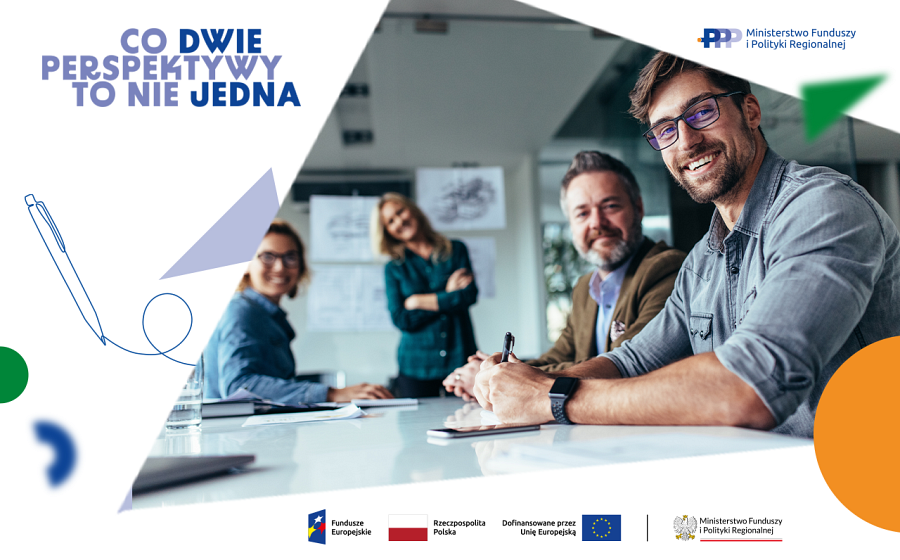 CO DWIE
PERSPEKTYWY
TO NIE JEDNA
PPP Ministerstwo Funduszy
i Polityki Regionalnej
Fundusze
Europejskie
Rzeczpospolita
Polska
Dofinansowane przez
Unię Europejską
Ministerstwo Funduszy
i Polityki Regionalnej